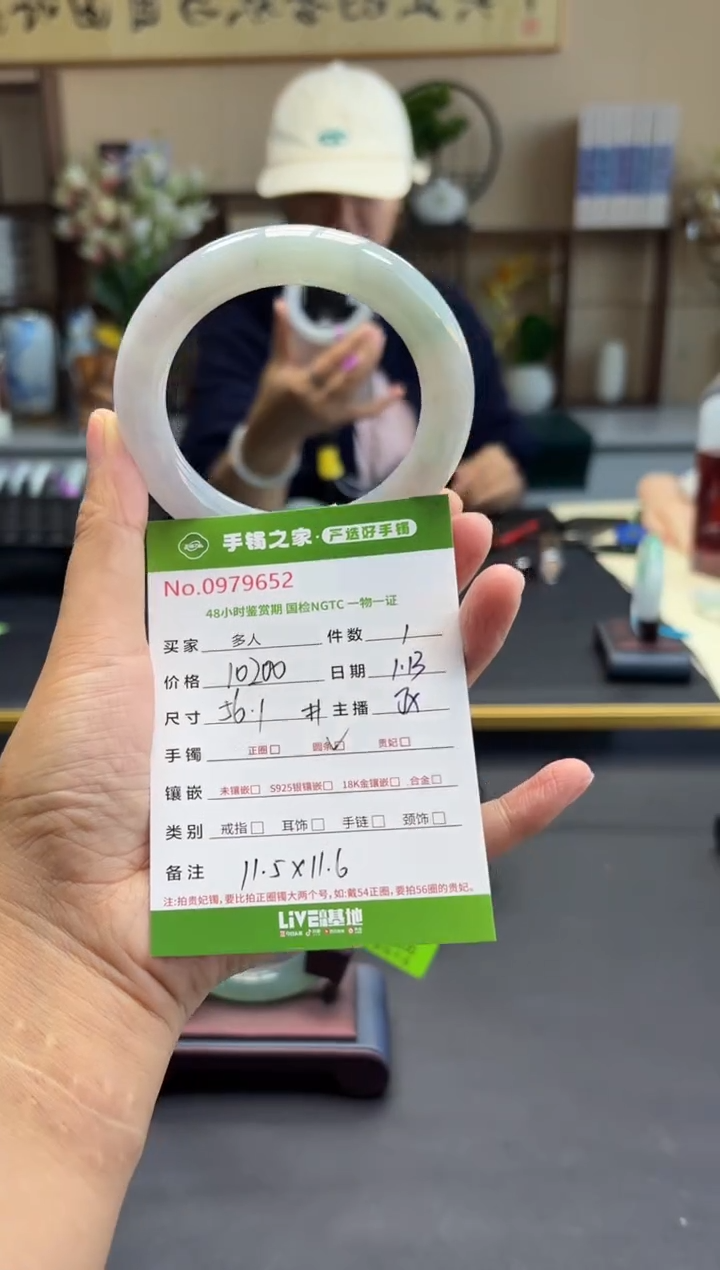 手镯之家·严选好手镯
No.0979652
48小时鉴赏期 国检NGTC 一物一证
买家 多人 件数 1
价格 10200 日期 1.13
尺寸 56.1 # 主播
手镯 正圈□ 圆条□ 贵妃□
镶嵌 未镶嵌□ S925银镶嵌□ 18K金镶嵌□ 合金□
类别 戒指□ 耳饰□ 手链□ 颈饰□
备注 11.5×11.6
注:拍贵妃镯,要比拍正圈镯大两个号,如:戴54正圈,要拍56圈的贵妃。
LiVE 基地